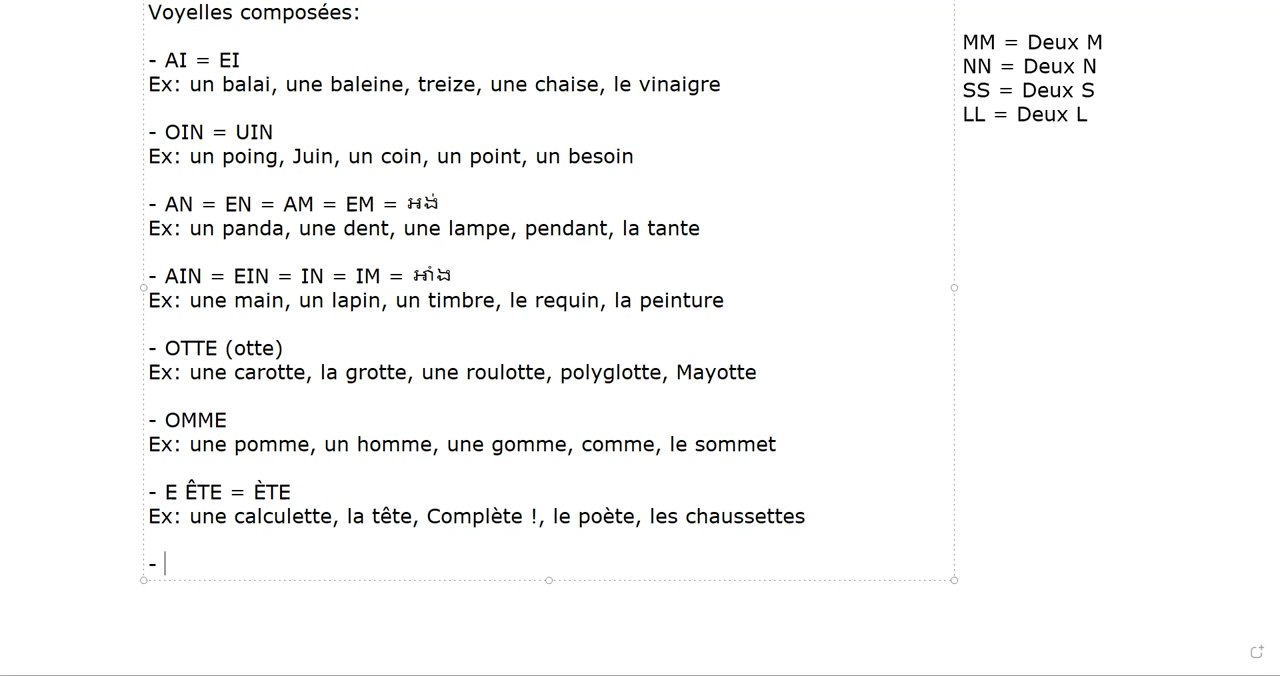 Voyelles composées:
- AI = EI
Ex: un balai, une baleine, treize, une chaise, le vinaigre
- OIN = UIN
Ex: un poing, Juin, un coin, un point, un besoin
- AN = EN = AM = EM = អង់
Ex: un panda, une dent, une lampe, pendant, la tante
- AIN = EIN = IN = IM = អាំង
Ex: une main, un lapin, un timbre, le requin, la peinture
- OTTE (otte)
Ex: une carotte, la grotte, une roulotte, polyglotte, Mayotte
- OMME
Ex: une pomme, un homme, une gomme, comme, le sommet
- E ÊTE = ÈTE
Ex: une calculette, la tête, Complète !, le poète, les chaussettes
-
MM = Deux M
NN = Deux N
SS = Deux S
LL = Deux L